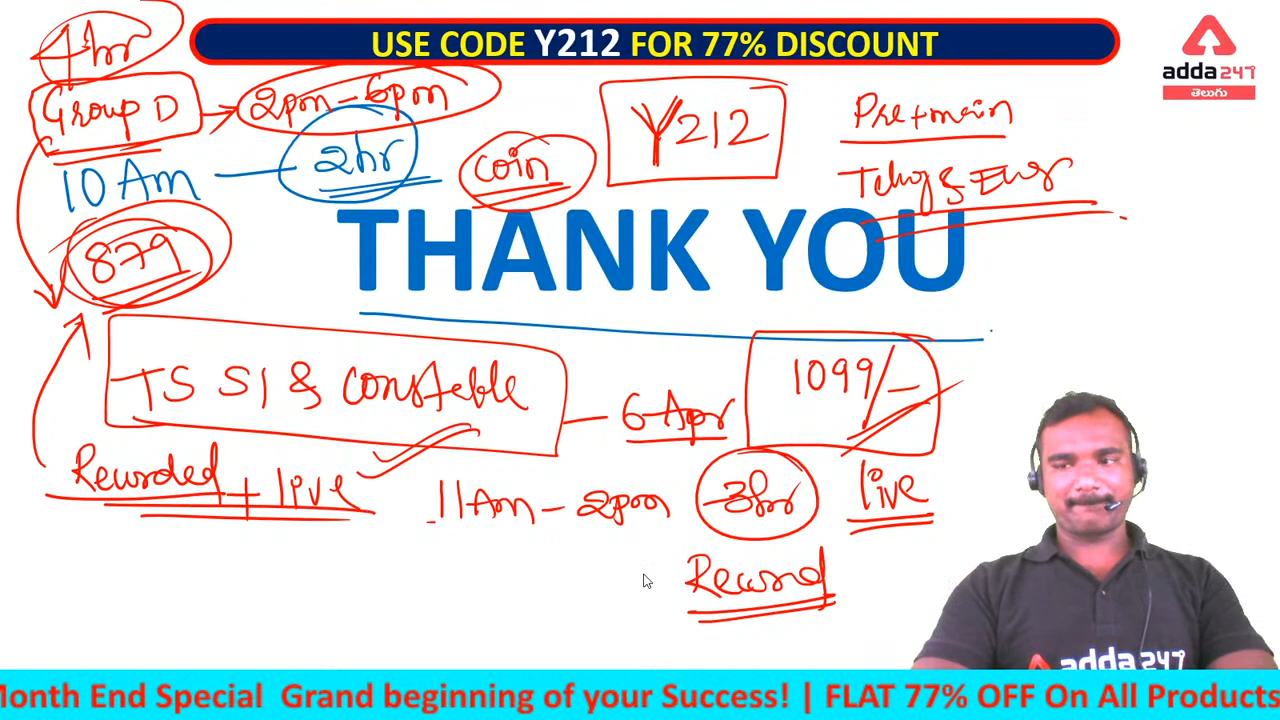 4hr
USE CODE Y212 FOR 77% DISCOUNT
adda247
తెలుగు
Group D
2pm - 6pm
Y212
Pre+main
10 Am
2hr
coin
THANK YOU
879
TS SI & Constable
6-Apr
1099/-
Recorded + live
11Am - 2pm
3hr
live
Record
adda247
Month End Special Grand beginning of your Success! | FLAT 77% OFF On All Products